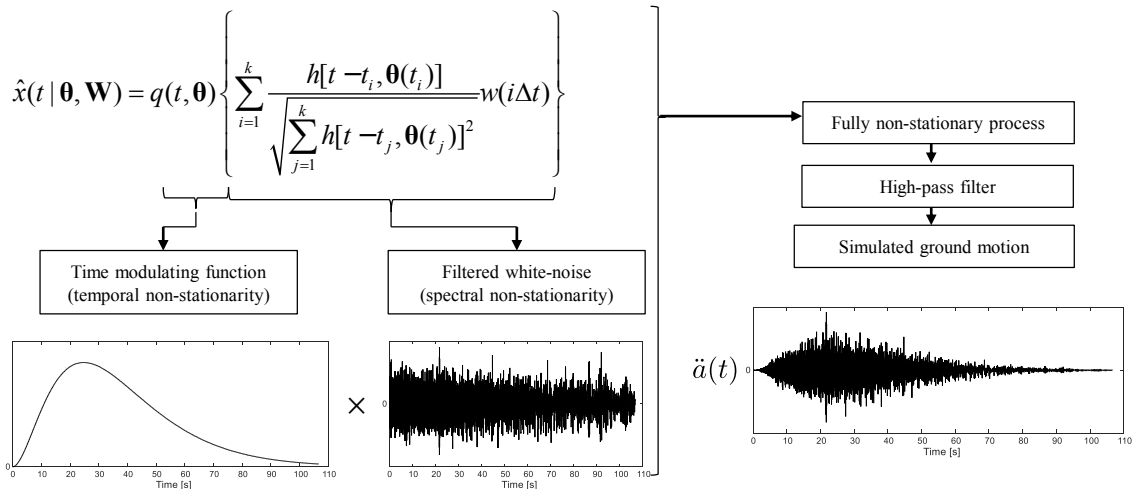 x̂(t | θ, W) = q(t, θ) { ∑_{i=1}^{k} h[t − t_i, θ(t_i)] / √(∑_{j=1}^{k} h[t − t_j, θ(t_j)]²) w(iΔt) }
Time modulating function
(temporal non-stationarity)
Filtered white-noise
(spectral non-stationarity)
Fully non-stationary process
High-pass filter
Simulated ground motion
0
0 10 20 30 40 50 60 70 80 90 100 110
Time [s]
×
0
0 10 20 30 40 50 60 70 80 90 100 110
Time [s]
ä(t)
0
0 10 20 30 40 50 60 70 80 90 100 110
Time [s]